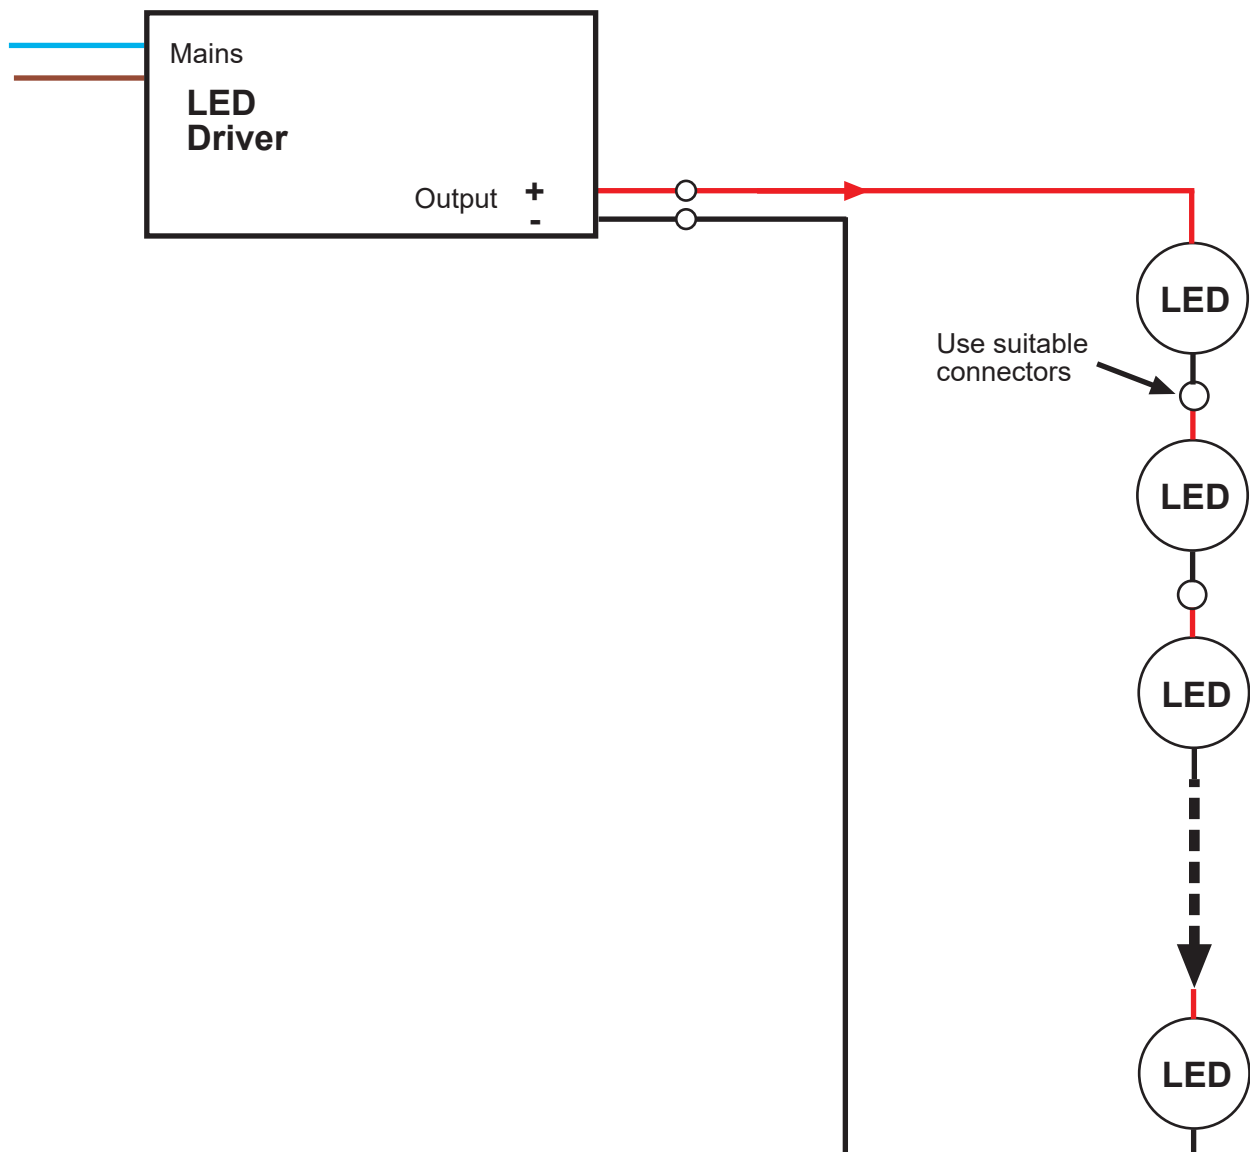 Mains
LED
Driver
Output +
-
LED
Use suitable
connectors
LED
LED
LED